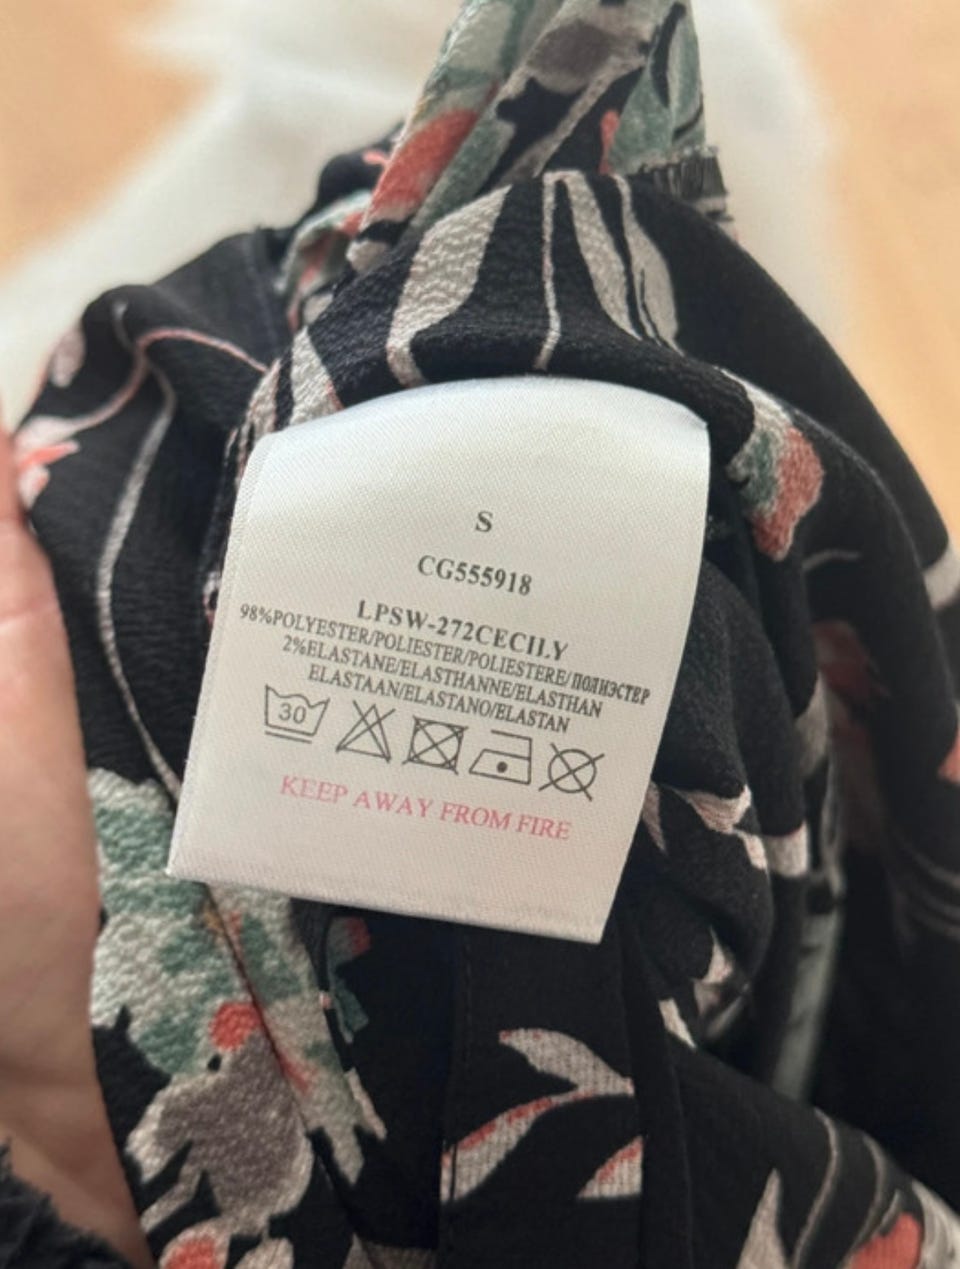 S
CG555918
LPSW-272CECILY
98%POLYESTER/POLIESTER/POLIESTERE/ПОЛИЭСТЕР
2%ELASTANE/ELASTHANNE/ELASTHAN
ELASTAAN/ELASTANO/ELASTAN
30
KEEP AWAY FROM FIRE